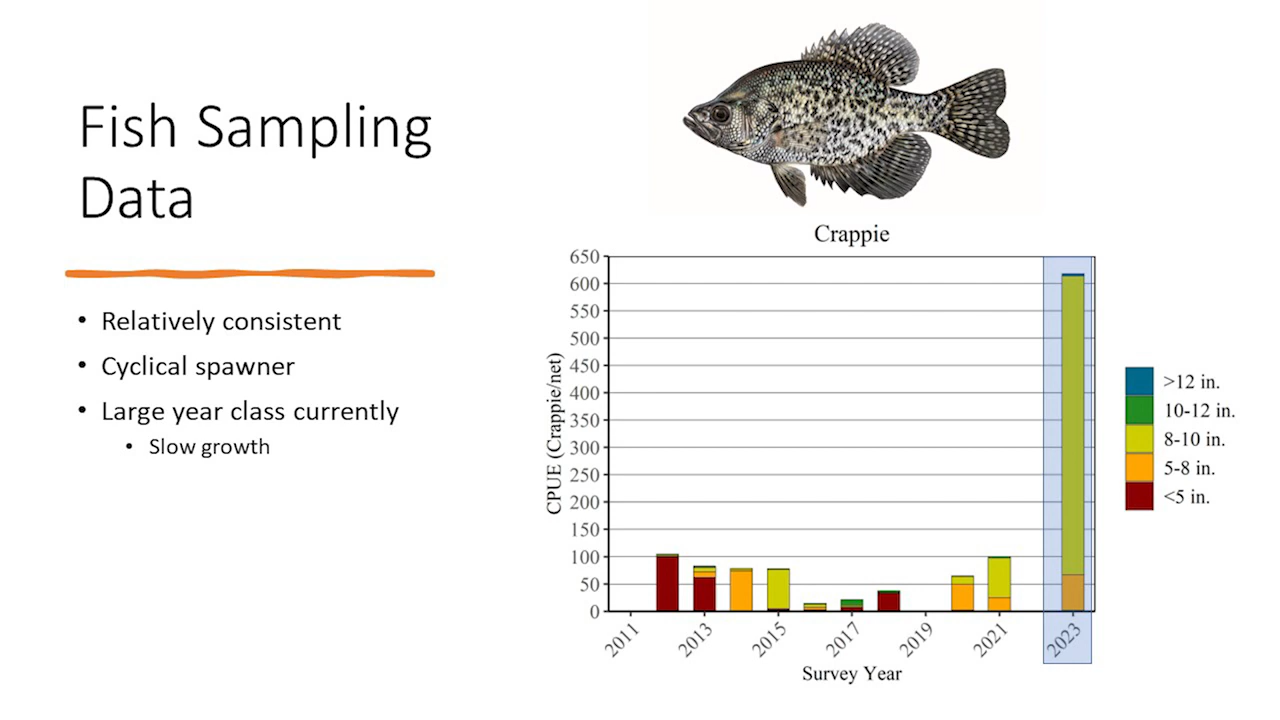 Fish Sampling
Data
• Relatively consistent
• Cyclical spawner
• Large year class currently
• Slow growth
Crappie
CPUE (Crappie/net)
650
600
550
500
450
400
350
300
250
200
150
100
50
0
2011
2013
2015
2017
2019
2021
2023
Survey Year
>12 in.
10-12 in.
8-10 in.
5-8 in.
<5 in.